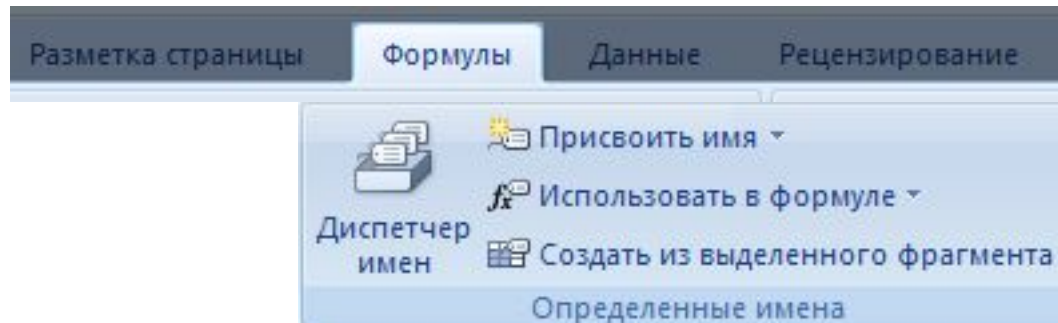 Разметка страницы Формулы Данные Рецензирование
Присвоить имя
Использовать в формуле
Диспетчер имен
Создать из выделенного фрагмента
Определенные имена